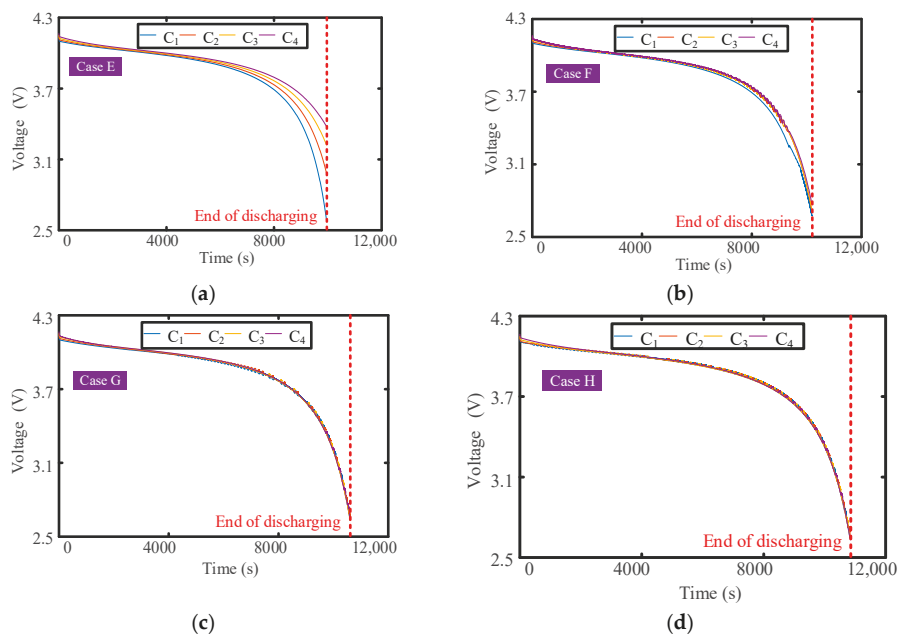 4.3
C₁ C₂ C₃ C₄
Case E
3.7
Voltage (V)
3.1
End of discharging
2.5
0 4000 8000 12,000
Time (s)
(a)
4.3
C₁ C₂ C₃ C₄
Case F
3.7
Voltage (V)
3.1
End of discharging
2.5
0 4000 8000 12,000
Time (s)
(b)
4.3
C₁ C₂ C₃ C₄
Case G
3.7
Voltage (V)
3.1
End of discharging
2.5
0 4000 8000 12,000
Time (s)
(c)
4.3
C₁ C₂ C₃ C₄
Case H
3.7
Voltage (V)
3.1
End of discharging
2.5
0 4000 8000 12,000
Time (s)
(d)